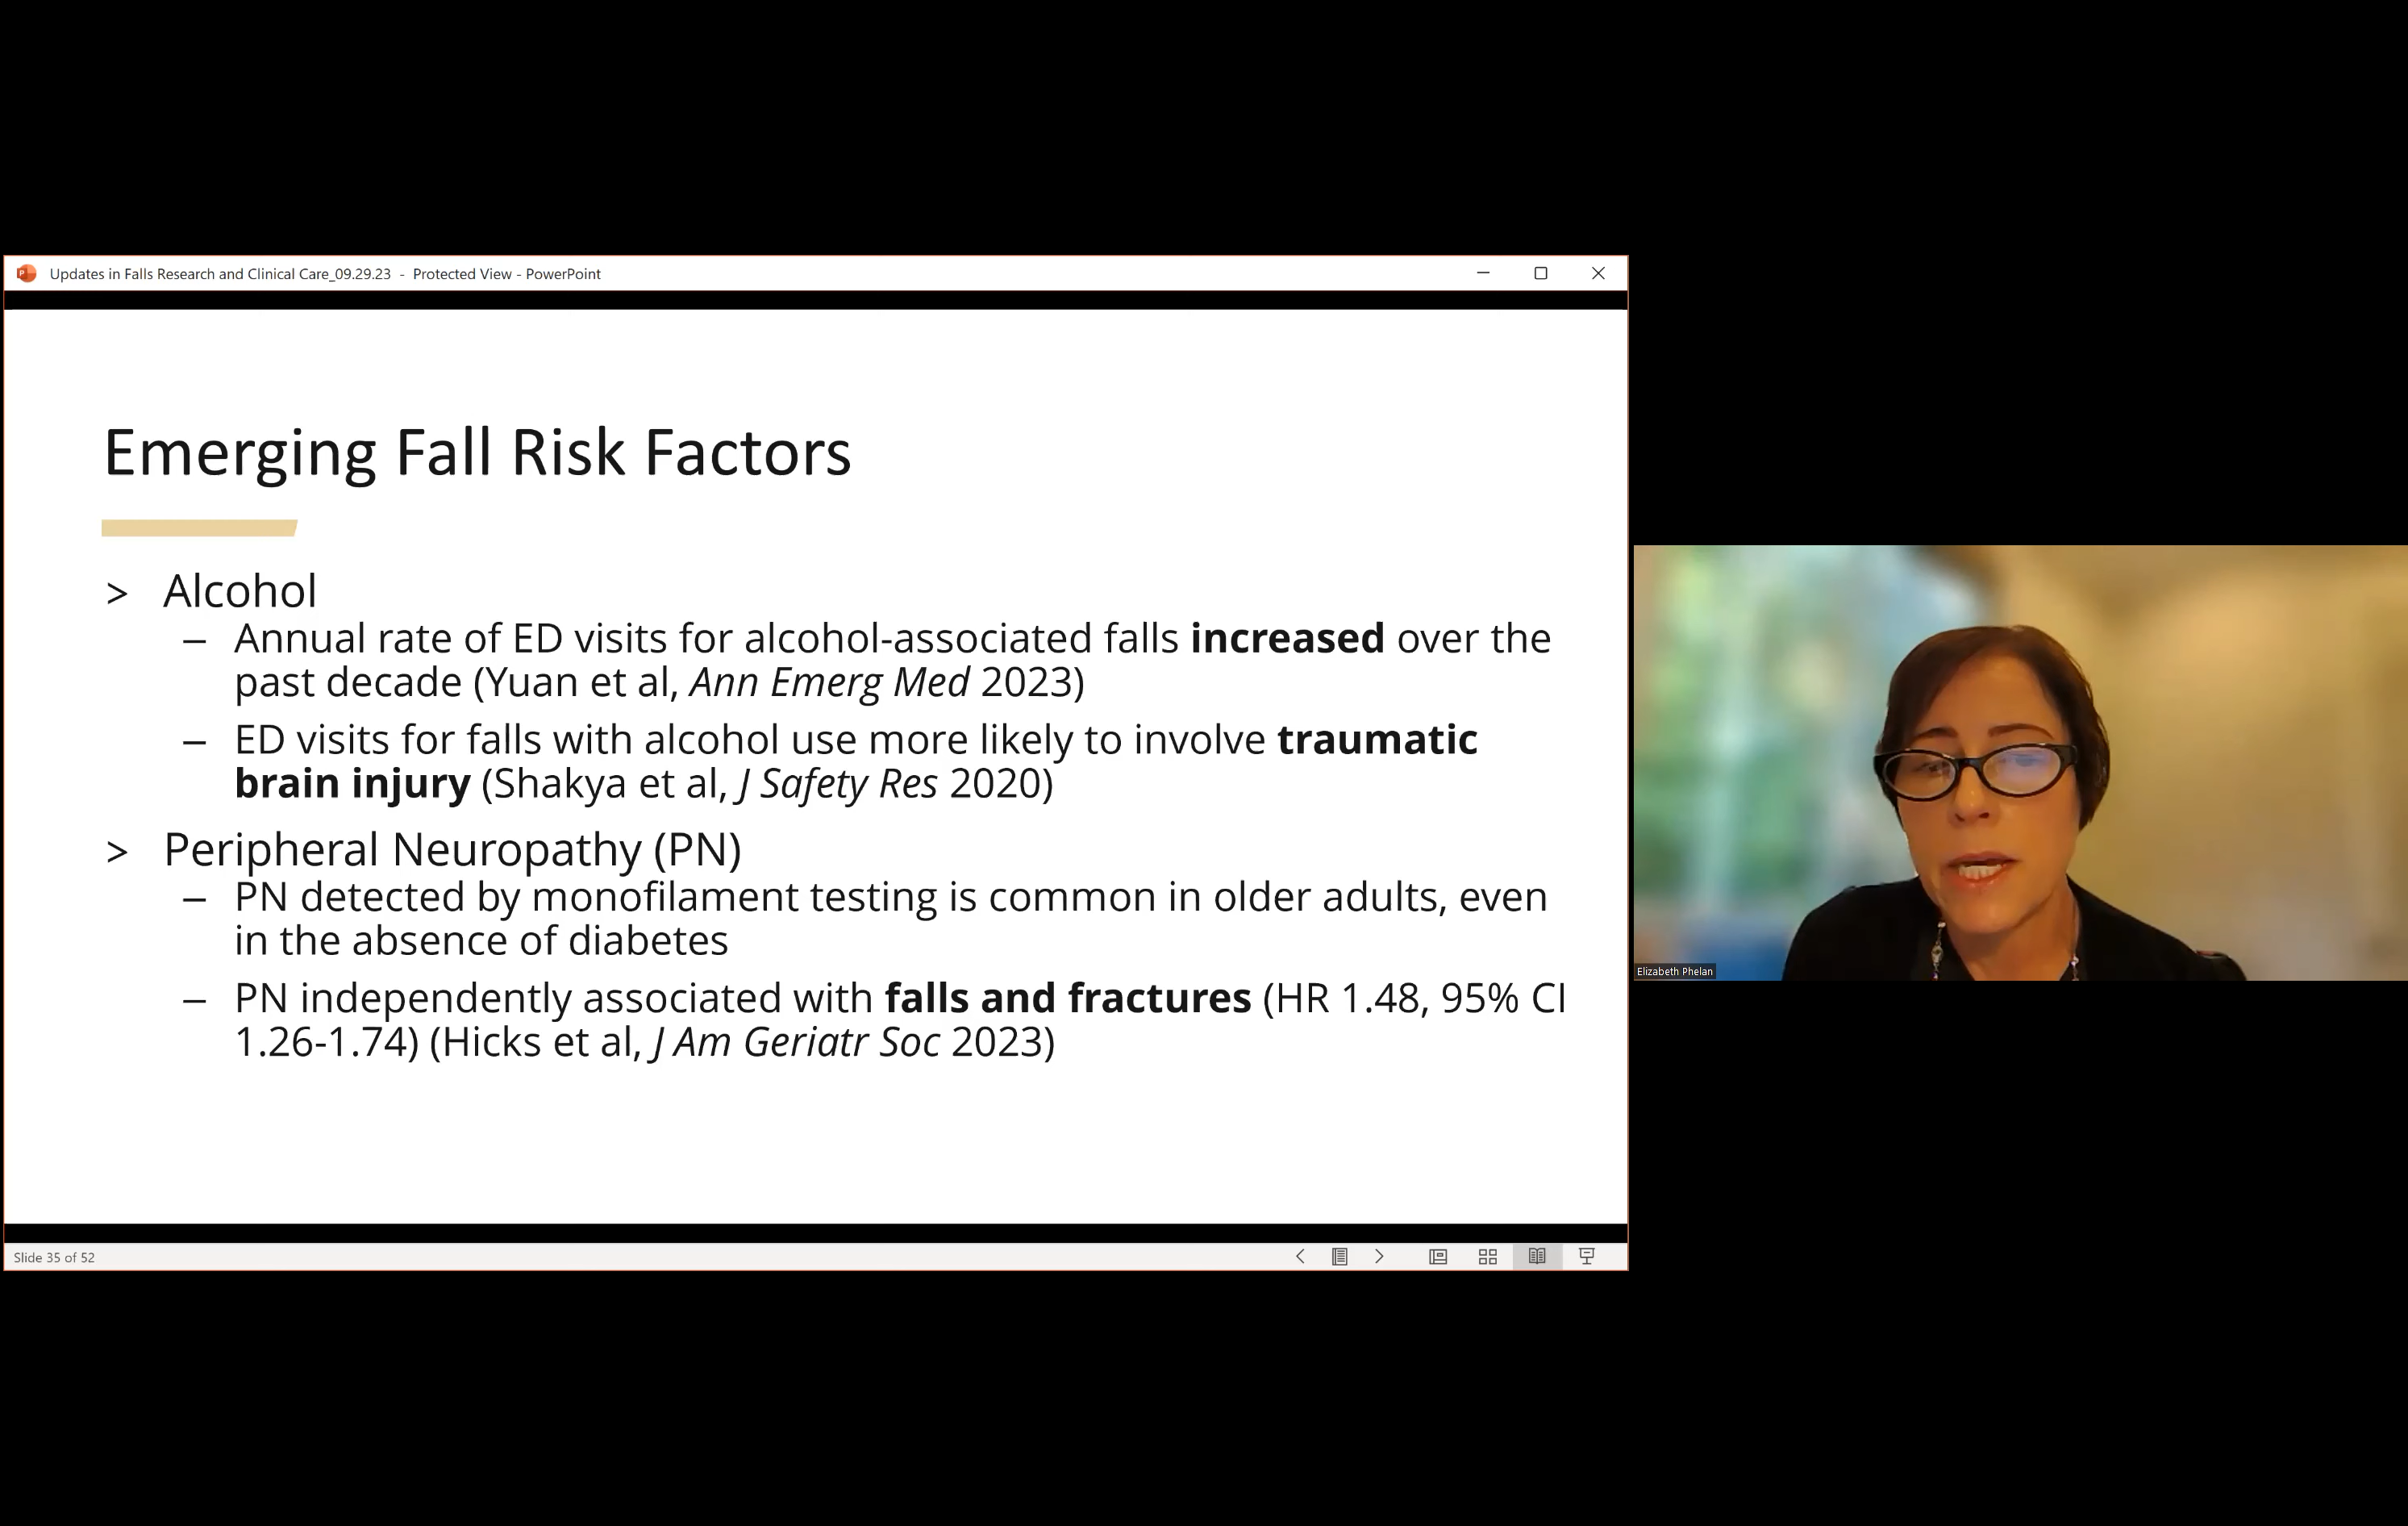 Updates in Falls Research and Clinical Care_09.29.23 - Protected View - PowerPoint
Emerging Fall Risk Factors
> Alcohol
– Annual rate of ED visits for alcohol-associated falls increased over the
past decade (Yuan et al, Ann Emerg Med 2023)
– ED visits for falls with alcohol use more likely to involve traumatic
brain injury (Shakya et al, J Safety Res 2020)
> Peripheral Neuropathy (PN)
– PN detected by monofilament testing is common in older adults, even
in the absence of diabetes
– PN independently associated with falls and fractures (HR 1.48, 95% CI
1.26-1.74) (Hicks et al, J Am Geriatr Soc 2023)
Elizabeth Phelan
Slide 35 of 52